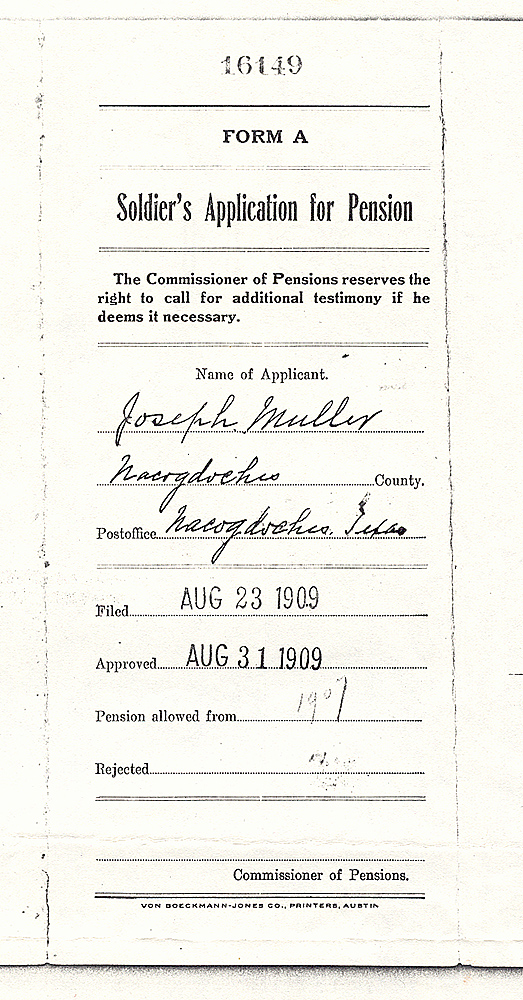 16149
FORM A
Soldier's Application for Pension
The Commissioner of Pensions reserves the
right to call for additional testimony if he
deems it necessary.
Name of Applicant.
Joseph Muller
Nacogdoches County.
Postoffice Nacogdoches. Texas
Filed AUG 23 1909
Approved AUG 31 1909
Pension allowed from 1907
Rejected
Commissioner of Pensions.
VON BOECKMANN-JONES CO., PRINTERS, AUSTIN